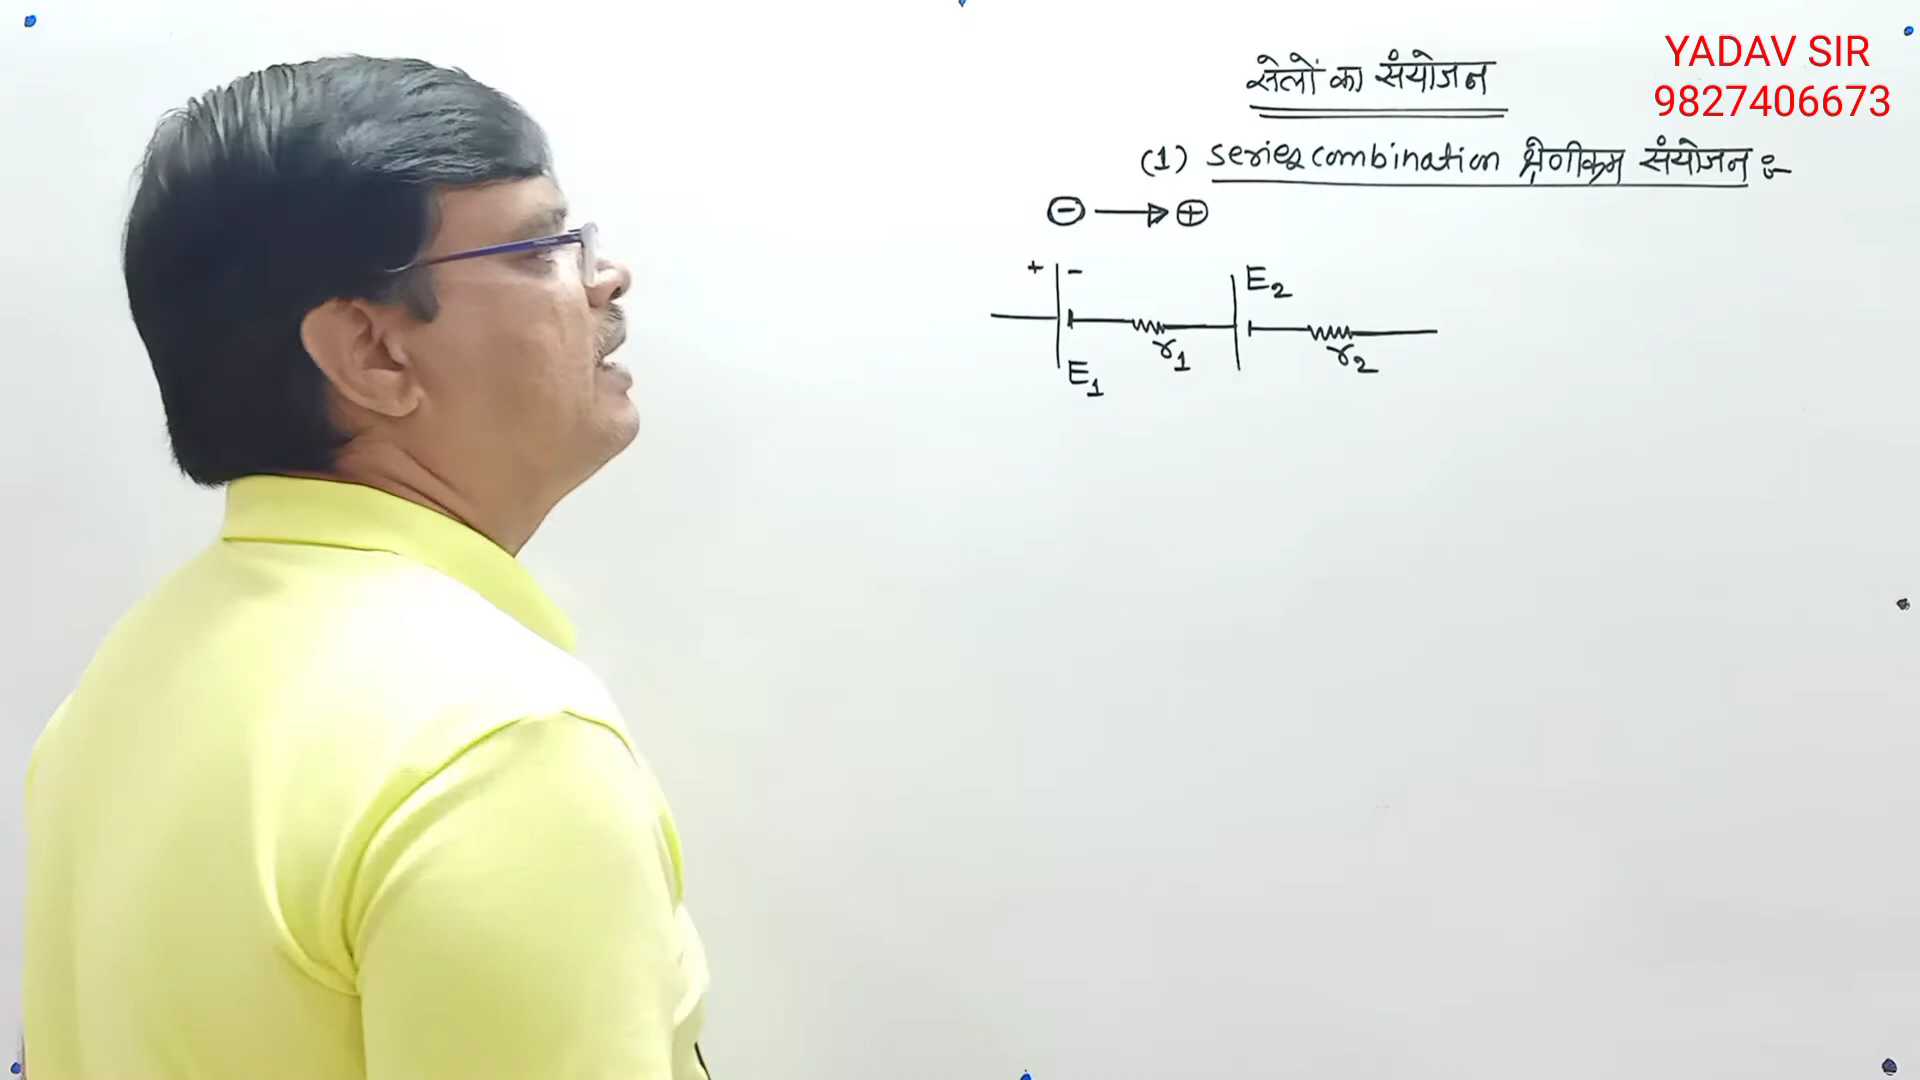 सेलों का संयोजन
YADAV SIR
9827406673
(1) series combination श्रेणीक्रम संयोजन :-
⊖ → ⊕
+ - E2
r1 r2
E1